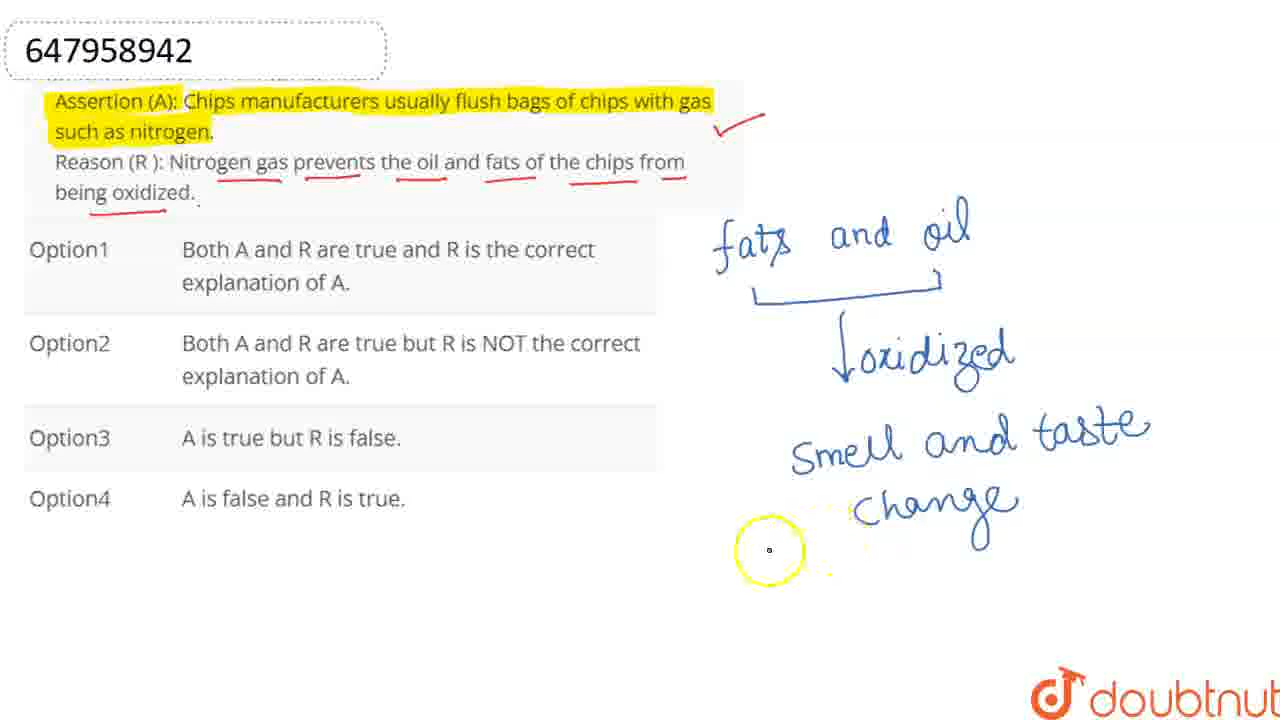 647958942
Assertion (A): Chips manufacturers usually flush bags of chips with gas
such as nitrogen.
Reason (R ): Nitrogen gas prevents the oil and fats of the chips from
being oxidized.
Option1 Both A and R are true and R is the correct
explanation of A.
Option2 Both A and R are true but R is NOT the correct
explanation of A.
Option3 A is true but R is false.
Option4 A is false and R is true.
fats and oil
oxidized
smell and taste
change
doubtnut